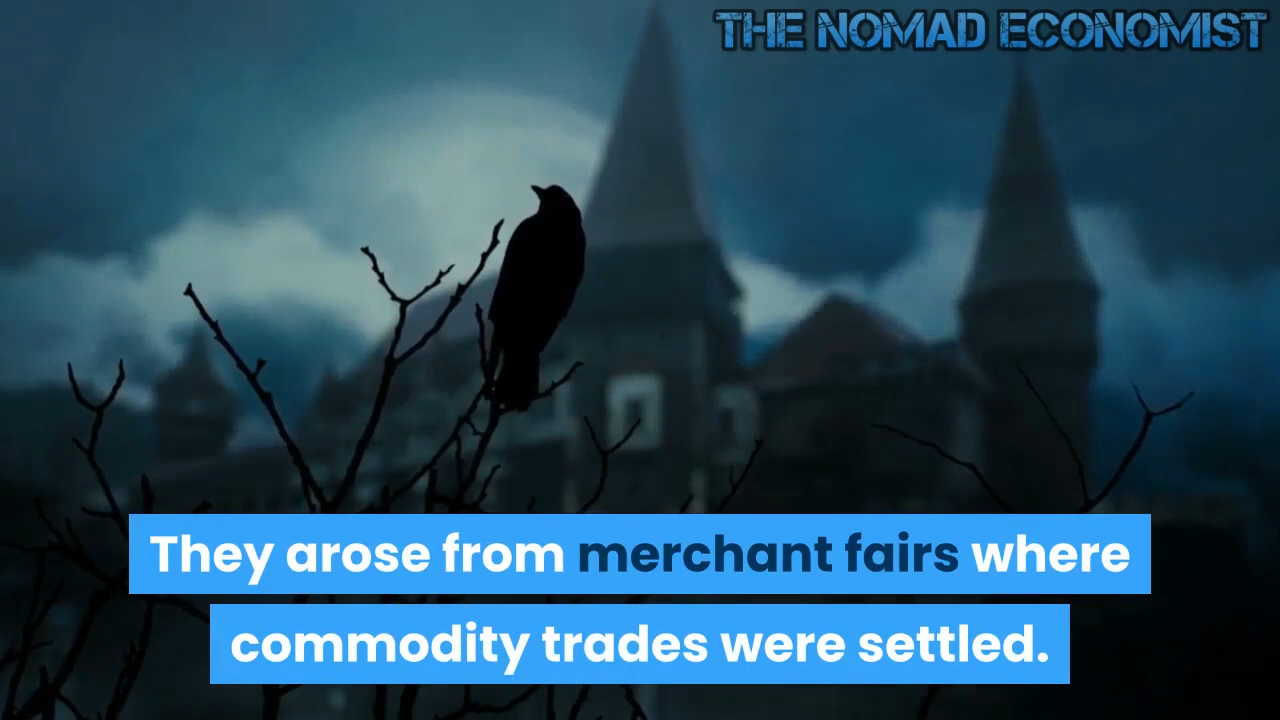 THE NOMAD ECONOMIST
They arose from merchant fairs where
commodity trades were settled.